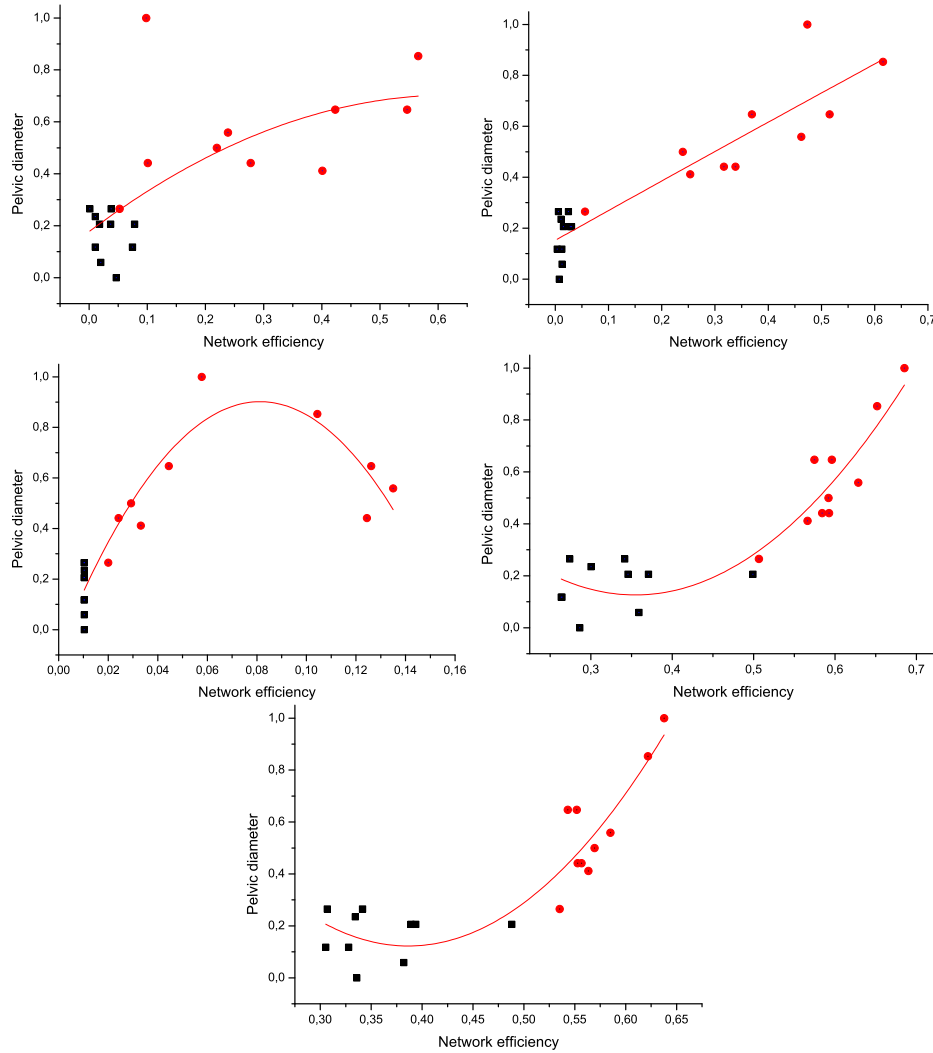 1,0
0,8
0,6
0,4
0,2
0,0
Pelvic diameter
0,0 0,1 0,2 0,3 0,4 0,5 0,6
Network efficiency
1,0
0,8
0,6
0,4
0,2
0,0
Pelvic diameter
0,0 0,1 0,2 0,3 0,4 0,5 0,6 0,7
Network efficiency
1,0
0,8
0,6
0,4
0,2
0,0
Pelvic diameter
0,00 0,02 0,04 0,06 0,08 0,10 0,12 0,14 0,16
Network efficiency
1,0
0,8
0,6
0,4
0,2
0,0
Pelvic diameter
0,3 0,4 0,5 0,6 0,7
Network efficiency
1,0
0,8
0,6
0,4
0,2
0,0
Pelvic diameter
0,30 0,35 0,40 0,45 0,50 0,55 0,60 0,65
Network efficiency